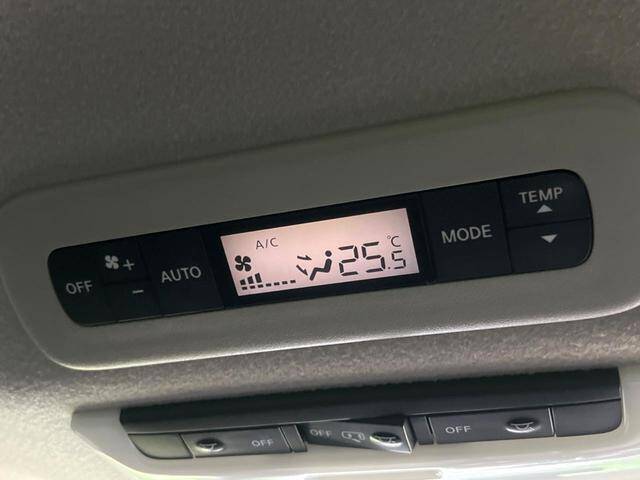 TEMP
A/C
OFF + - AUTO 25.5°C MODE
OFF OFF OFF